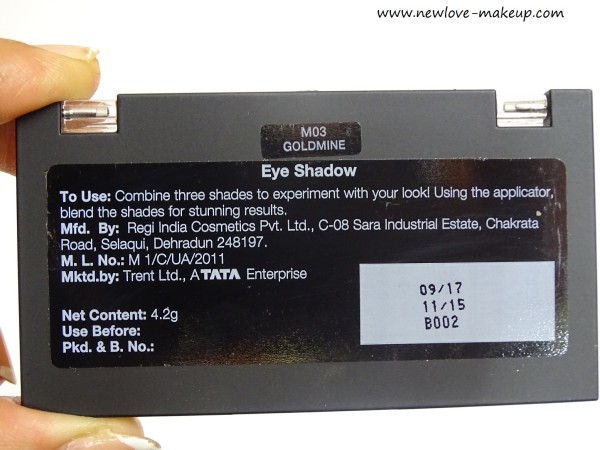 www.newlove-makeup.com
M03
GOLDMINE
Eye Shadow
To Use: Combine three shades to experiment with your look! Using the applicator,
blend the shades for stunning results.
Mfd. By: Regi India Cosmetics Pvt. Ltd., C-08 Sara Industrial Estate, Chakrata
Road, Selaqui, Dehradun 248197.
M. L. No.: M 1/C/UA/2011
Mktd.by: Trent Ltd., A TATA Enterprise
Net Content: 4.2g
Use Before: 09/17
Pkd. & B. No.: 11/15
B002